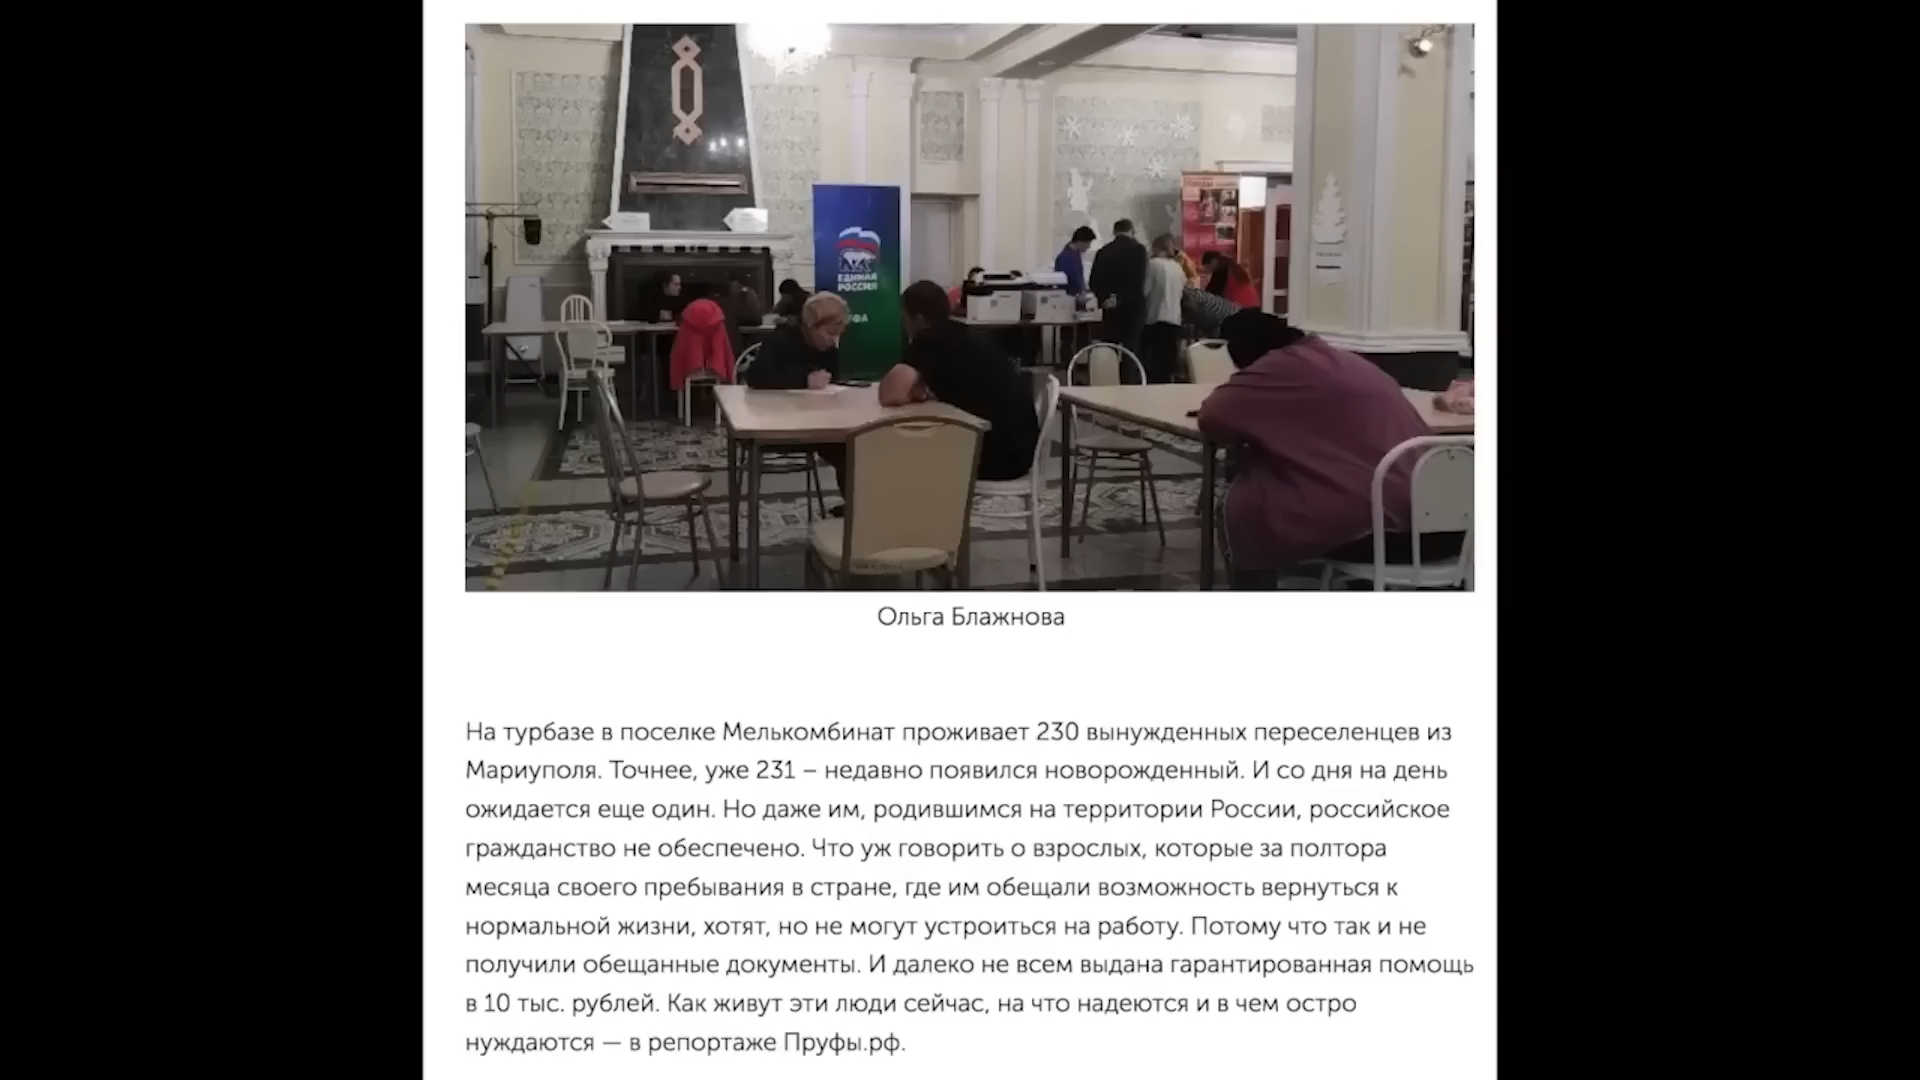 ЕДИНАЯ
РОССИЯ
УФА
Ольга Блажнова
На турбазе в поселке Мелькомбинат проживает 230 вынужденных переселенцев из
Мариуполя. Точнее, уже 231 – недавно появился новорожденный. И со дня на день
ожидается еще один. Но даже им, родившимся на территории России, российское
гражданство не обеспечено. Что уж говорить о взрослых, которые за полтора
месяца своего пребывания в стране, где им обещали возможность вернуться к
нормальной жизни, хотят, но не могут устроиться на работу. Потому что так и не
получили обещанные документы. И далеко не всем выдана гарантированная помощь
в 10 тыс. рублей. Как живут эти люди сейчас, на что надеются и в чем остро
нуждаются — в репортаже Пруфы.рф.